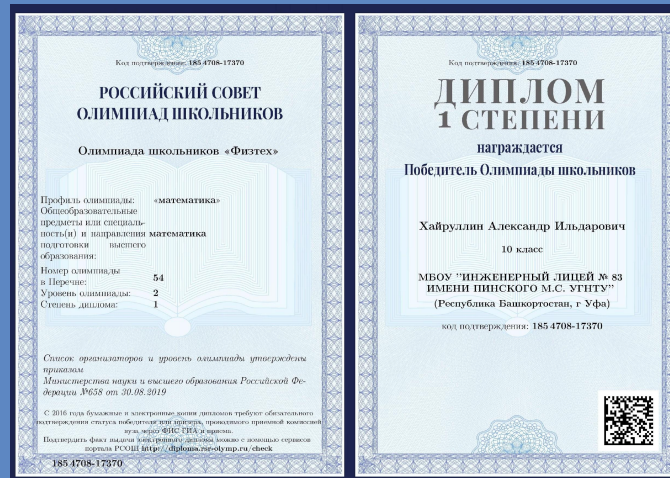 Код подтверждения: 185 4708-17370
РОССИЙСКИЙ СОВЕТ
ОЛИМПИАД ШКОЛЬНИКОВ
Олимпиада школьников «Физтех»
Профиль олимпиады: «математика»
Общеобразовательные
предметы или специаль-
ность(и) и направления математика
подготовки высшего
образования:
Номер олимпиады
в Перечне: 54
Уровень олимпиады: 2
Степень диплома: 1
Список организаторов и уровень олимпиады утверждены
приказом
Министерства науки и высшего образования Российской Фе-
дерации №658 от 30.08.2019
С 2016 года бумажные и электронные копии дипломов требуют обязательного
подтверждения статуса победителя или призера, проводимого приемной комиссией
вуза через ФИС ГИА и приема.
Подтвердить факт выдачи электронного диплома можно с помощью сервисов
портала РСОШ http://diploma.rsr-olymp.ru/check
185 4708-17370
Код подтверждения: 185 4708-17370
ДИПЛОМ
1 СТЕПЕНИ
награждается
Победитель Олимпиады школьников
Хайруллин Александр Ильдарович
10 класс
МБОУ "ИНЖЕНЕРНЫЙ ЛИЦЕЙ № 83
ИМЕНИ ПИНСКОГО М.С. УГНТУ"
(Республика Башкортостан, г Уфа)
код подтверждения: 185 4708-17370